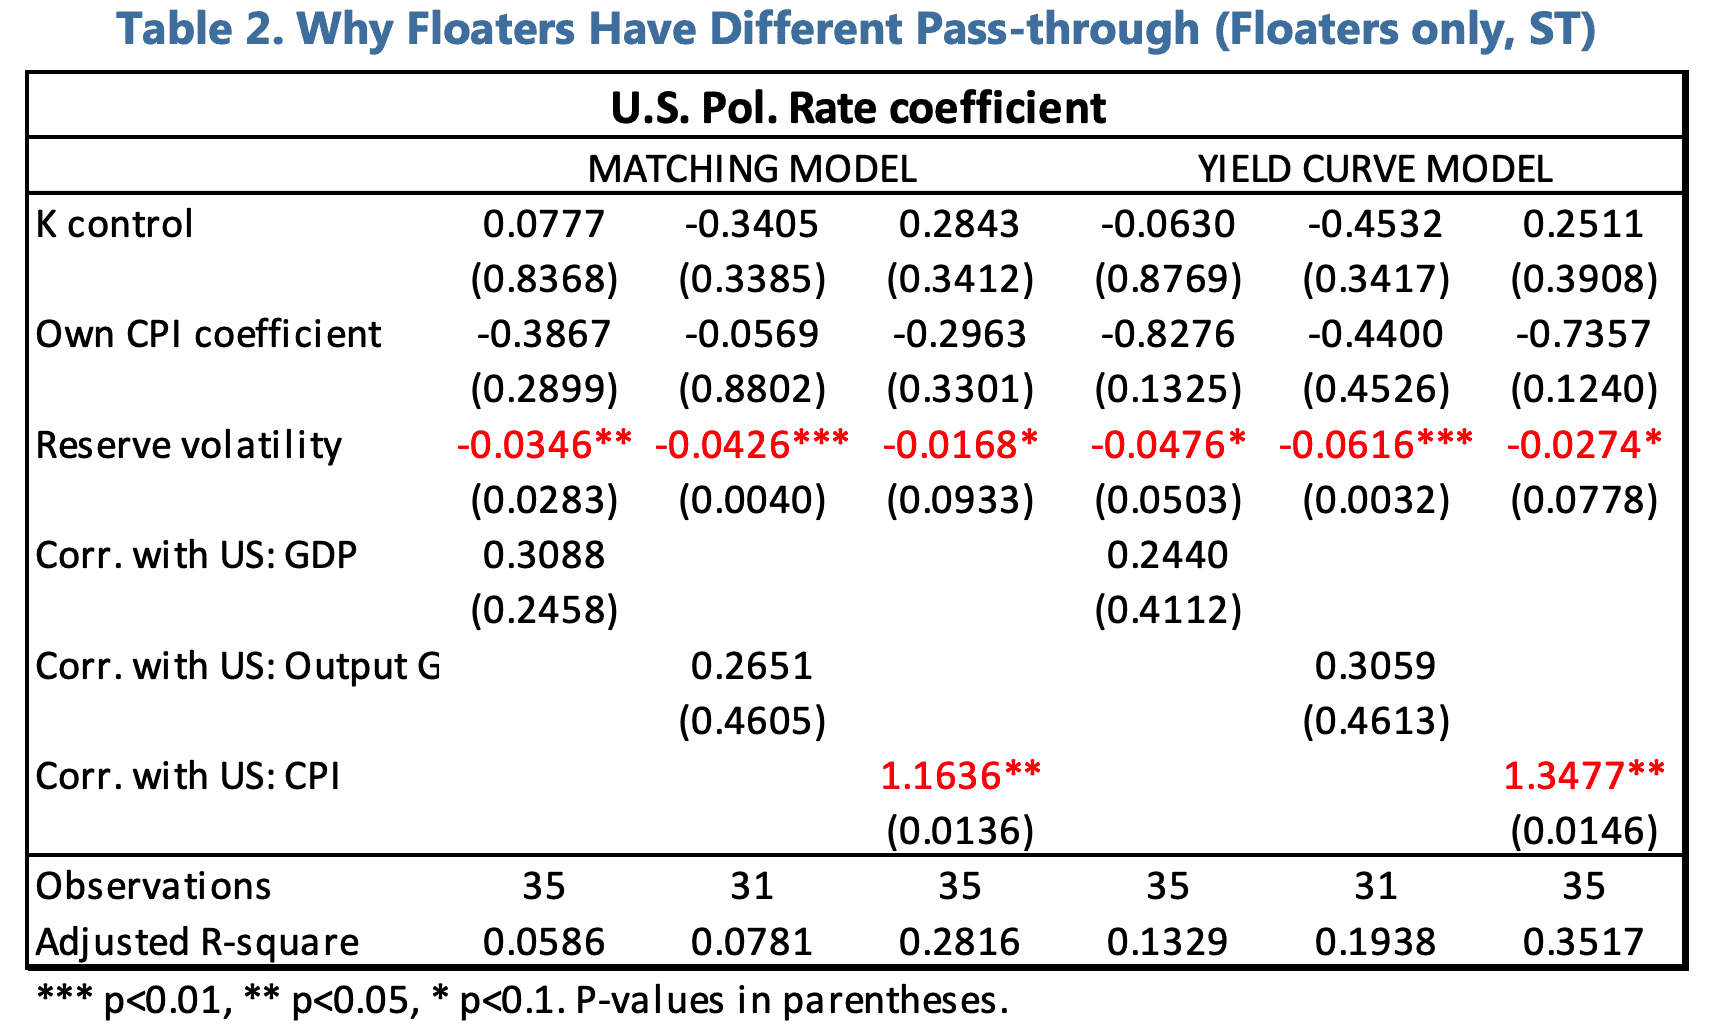 Table 2. Why Floaters Have Different Pass-through (Floaters only, ST)
U.S. Pol. Rate coefficient
MATCHING MODEL YIELD CURVE MODEL
K control 0.0777 -0.3405 0.2843 -0.0630 -0.4532 0.2511
(0.8368) (0.3385) (0.3412) (0.8769) (0.3417) (0.3908)
Own CPI coefficient -0.3867 -0.0569 -0.2963 -0.8276 -0.4400 -0.7357
(0.2899) (0.8802) (0.3301) (0.1325) (0.4526) (0.1240)
Reserve volatility -0.0346** -0.0426*** -0.0168* -0.0476* -0.0616*** -0.0274*
(0.0283) (0.0040) (0.0933) (0.0503) (0.0032) (0.0778)
Corr. with US: GDP 0.3088 0.2440
(0.2458) (0.4112)
Corr. with US: Output G 0.2651 0.3059
(0.4605) (0.4613)
Corr. with US: CPI 1.1636** 1.3477**
(0.0136) (0.0146)
Observations 35 31 35 35 31 35
Adjusted R-square 0.0586 0.0781 0.2816 0.1329 0.1938 0.3517
*** p<0.01, ** p<0.05, * p<0.1. P-values in parentheses.